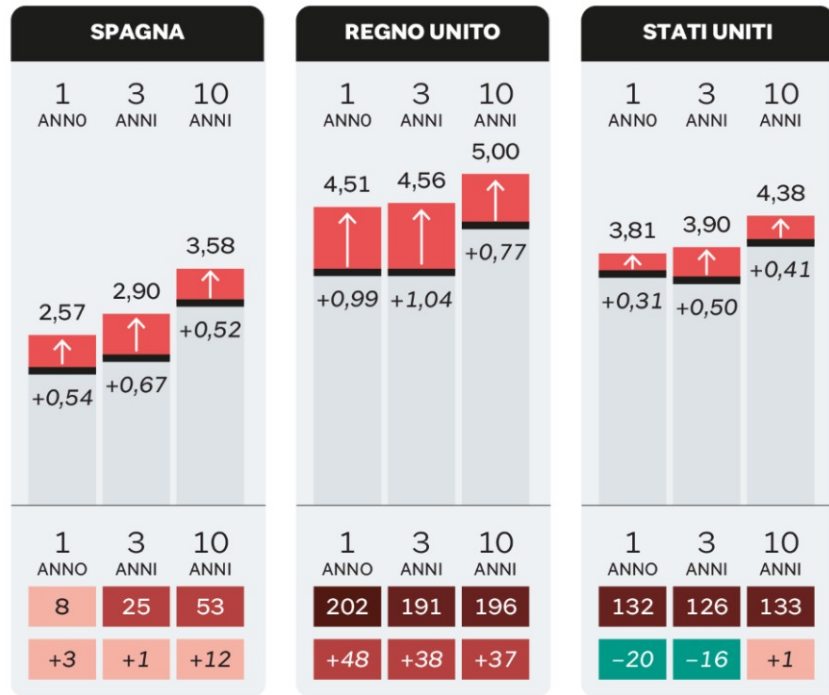 SPAGNA
1 3 10
ANNO ANNI ANNI
3,58
2,90
2,57
+0,52
+0,67
+0,54
1 3 10
ANNO ANNI ANNI
8 25 53
+3 +1 +12
REGNO UNITO
1 3 10
ANNO ANNI ANNI
5,00
4,51 4,56
+0,77
+0,99 +1,04
1 3 10
ANNO ANNI ANNI
202 191 196
+48 +38 +37
STATI UNITI
1 3 10
ANNO ANNI ANNI
4,38
3,81 3,90
+0,41
+0,31 +0,50
1 3 10
ANNO ANNI ANNI
132 126 133
−20 −16 +1